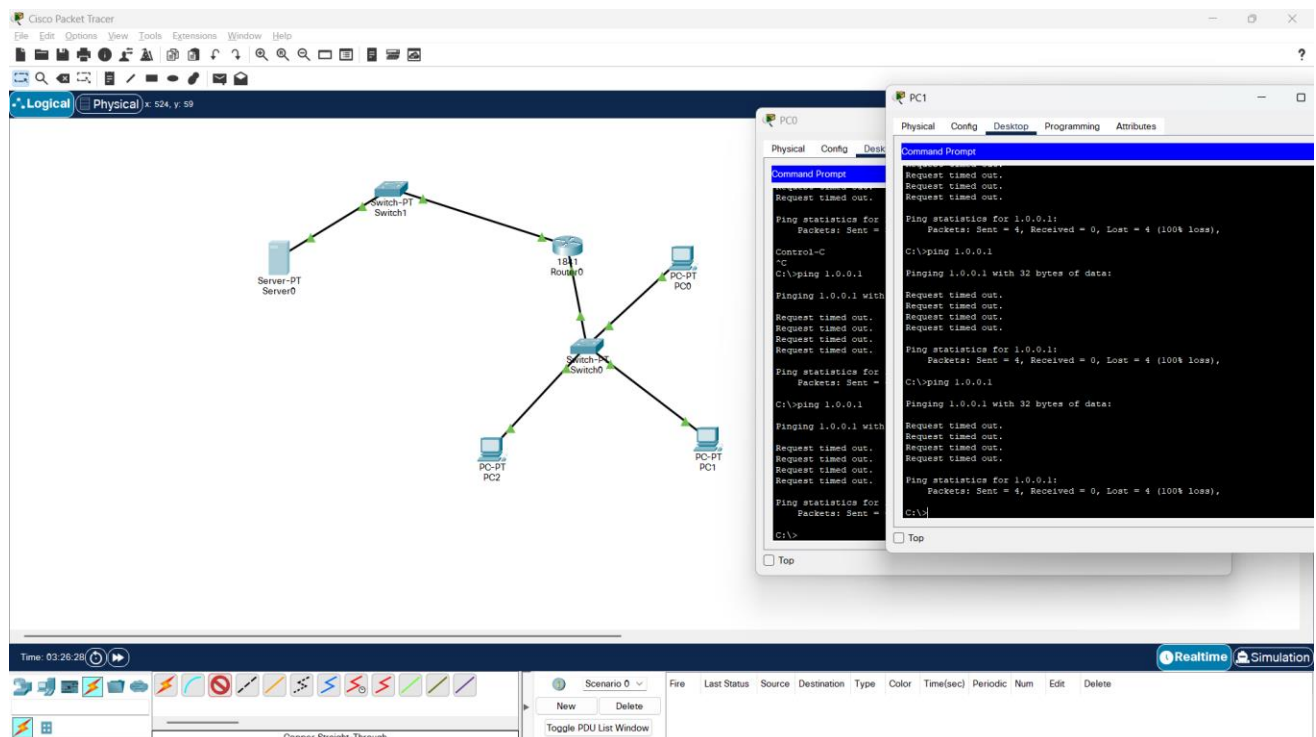 Cisco Packet Tracer
File Edit Options View Tools Extensions Window Help
?
Logical Physical x: 524, y: 59
Switch-PT
Switch1
Server-PT
Server0
1841
Router0
PC-PT
PC0
Switch-PT
Switch0
PC-PT
PC2
PC-PT
PC1
PC0
Physical Config Desk
Command Prompt
Request timed out.
Request timed out.
Ping statistics for
Packets: Sent =
Control-C
^C
C:\>ping 1.0.0.1
Pinging 1.0.0.1 with
Request timed out.
Request timed out.
Request timed out.
Request timed out.
Ping statistics for
Packets: Sent =
C:\>ping 1.0.0.1
Pinging 1.0.0.1 with
Request timed out.
Request timed out.
Request timed out.
Request timed out.
Ping statistics for
Packets: Sent =
C:\>
Top
PC1
Physical Config Desktop Programming Attributes
Command Prompt
Request timed out.
Request timed out.
Request timed out.
Request timed out.
Ping statistics for 1.0.0.1:
Packets: Sent = 4, Received = 0, Lost = 4 (100% loss),
C:\>ping 1.0.0.1
Pinging 1.0.0.1 with 32 bytes of data:
Request timed out.
Request timed out.
Request timed out.
Request timed out.
Ping statistics for 1.0.0.1:
Packets: Sent = 4, Received = 0, Lost = 4 (100% loss),
C:\>ping 1.0.0.1
Pinging 1.0.0.1 with 32 bytes of data:
Request timed out.
Request timed out.
Request timed out.
Request timed out.
Ping statistics for 1.0.0.1:
Packets: Sent = 4, Received = 0, Lost = 4 (100% loss),
C:\>
Top
Time: 03:26:28
Realtime Simulation
Scenario 0 Fire Last Status Source Destination Type Color Time(sec) Periodic Num Edit Delete
New Delete
Toggle PDU List Window
Copper Straight-Through